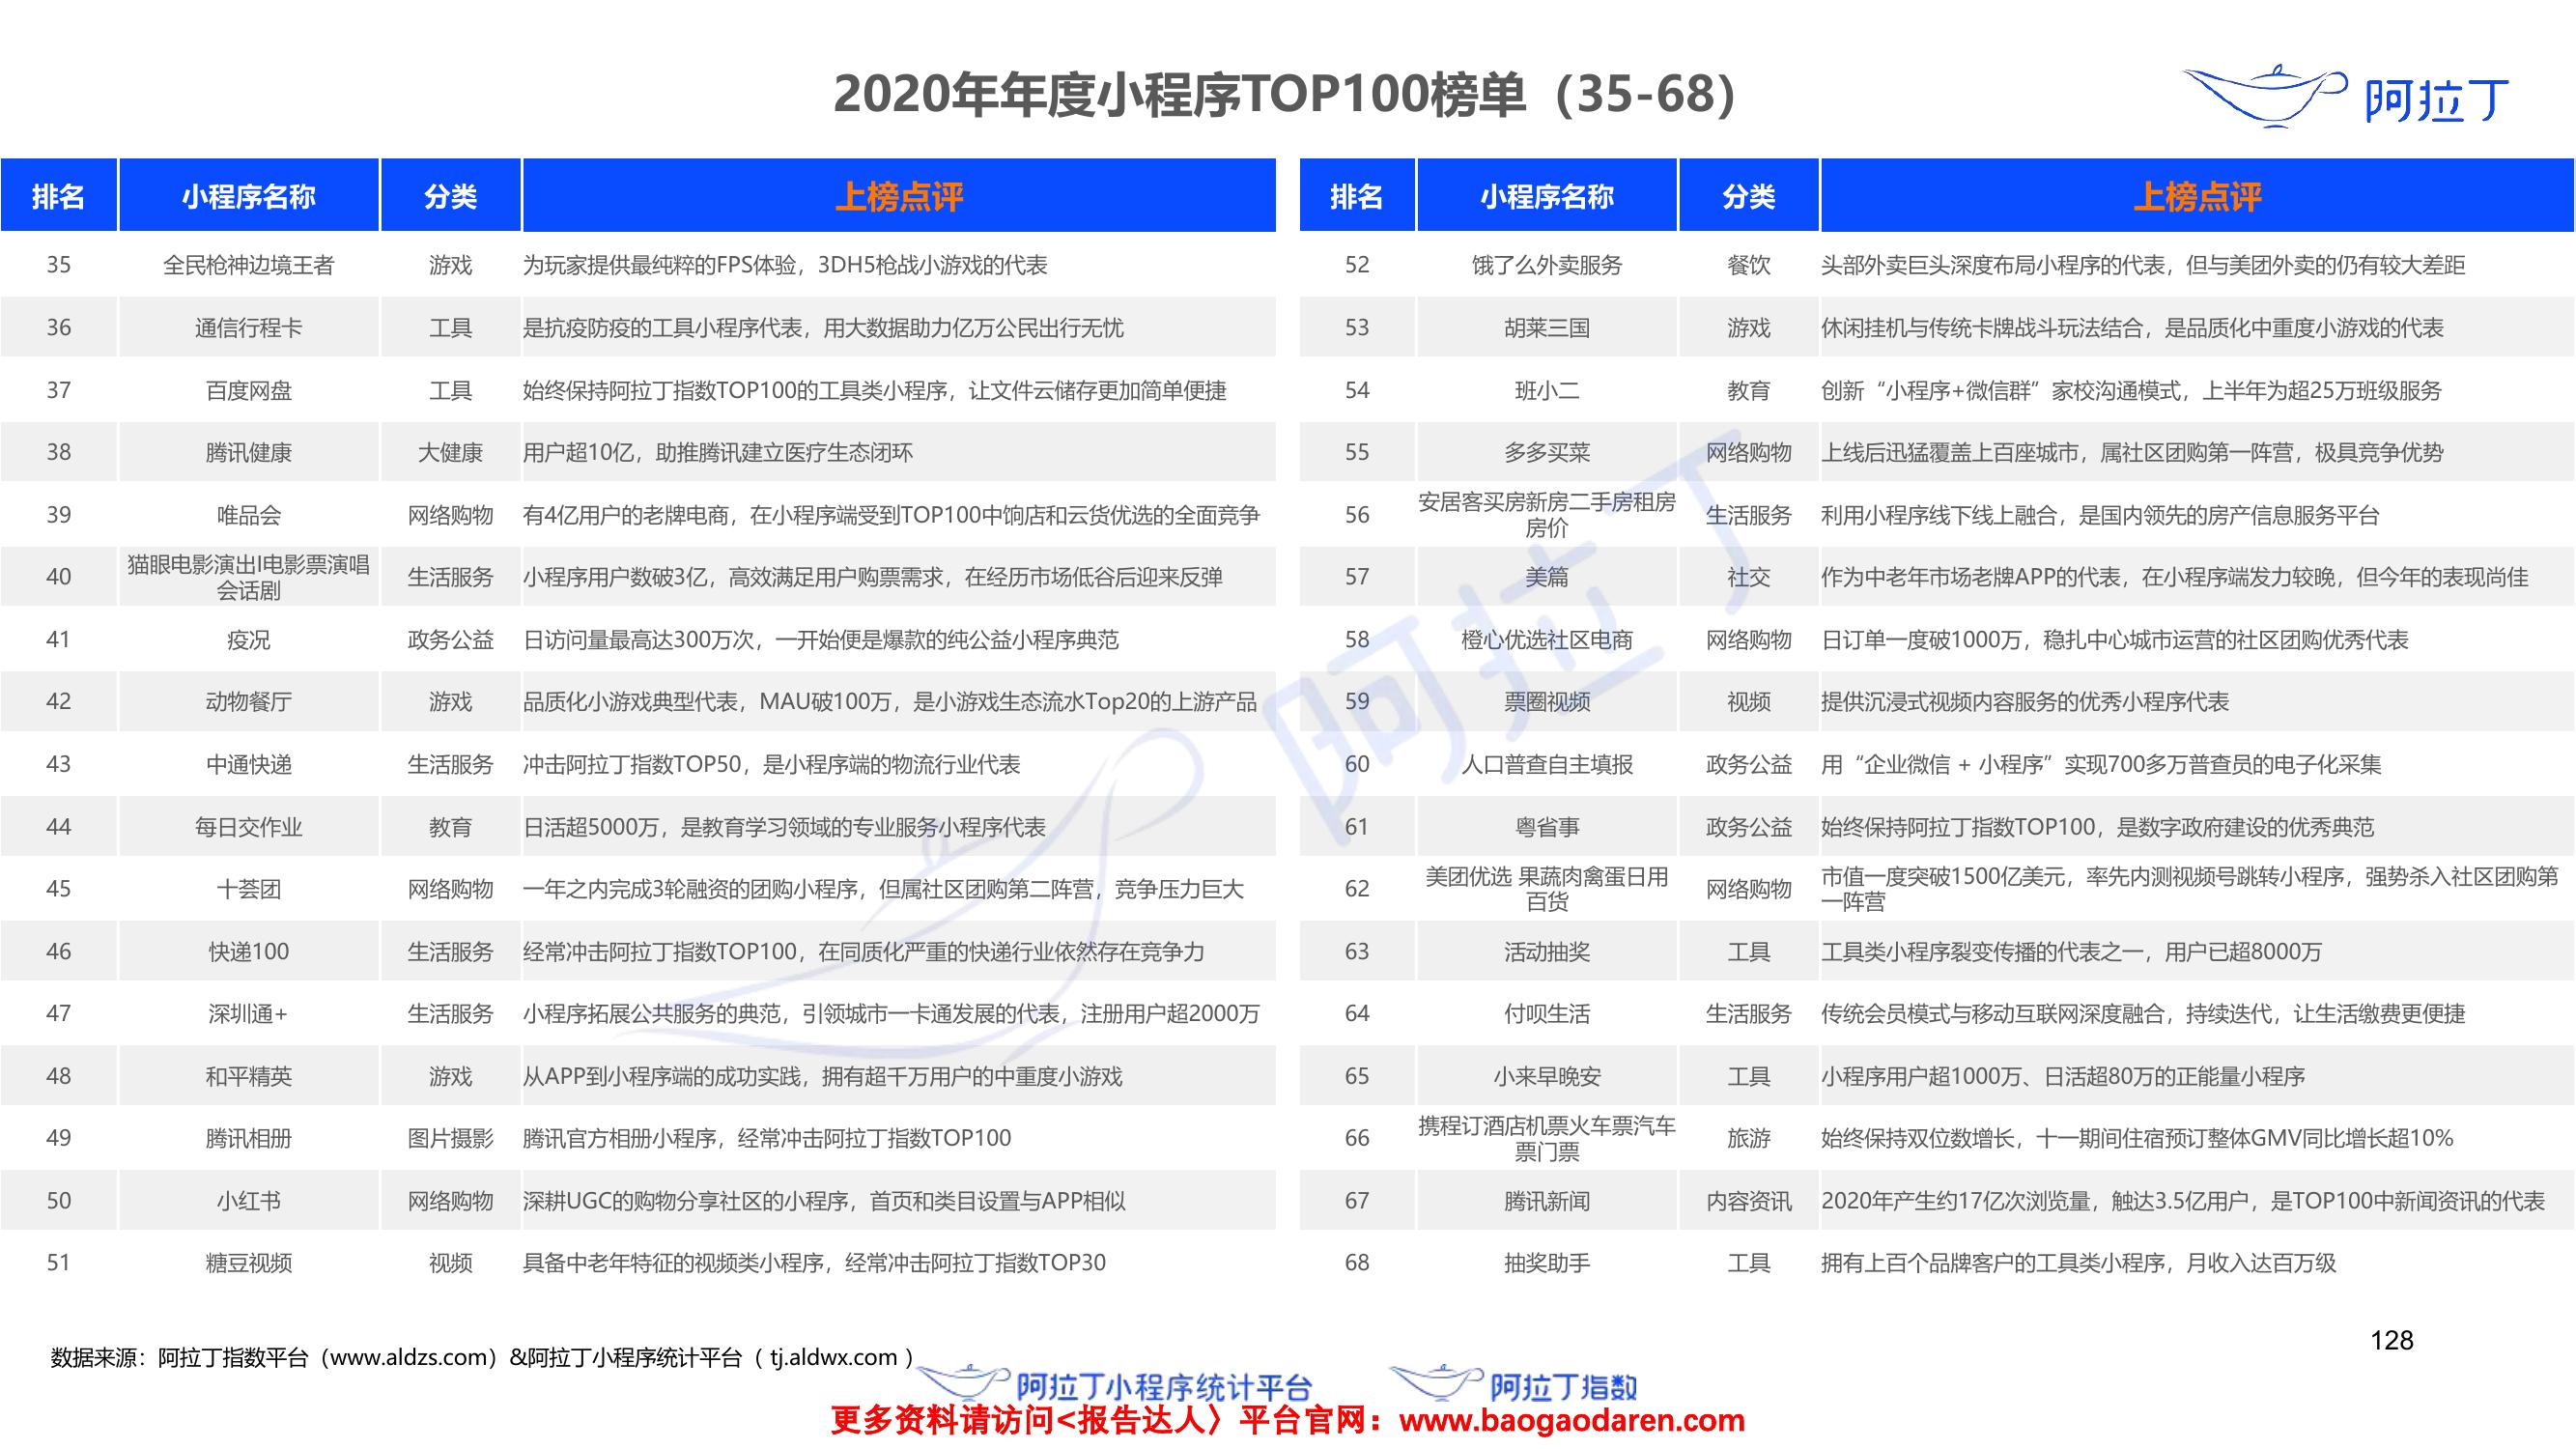 2020年年度小程序TOP100榜单（35-68）
阿拉丁
排名 小程序名称 分类 上榜点评
35 全民枪神边境王者 游戏 为玩家提供最纯粹的FPS体验，3DH5枪战小游戏的代表
36 通信行程卡 工具 是抗疫防疫的工具小程序代表，用大数据助力亿万公民出行无忧
37 百度网盘 工具 始终保持阿拉丁指数TOP100的工具类小程序，让文件云储存更加简单便捷
38 腾讯健康 大健康 用户超10亿，助推腾讯建立医疗生态闭环
39 唯品会 网络购物 有4亿用户的老牌电商，在小程序端受到TOP100中饷店和云货优选的全面竞争
40 猫眼电影演出l电影票演唱
会话剧 生活服务 小程序用户数破3亿，高效满足用户购票需求，在经历市场低谷后迎来反弹
41 疫况 政务公益 日访问量最高达300万次，一开始便是爆款的纯公益小程序典范
42 动物餐厅 游戏 品质化小游戏典型代表，MAU破100万，是小游戏生态流水Top20的上游产品
43 中通快递 生活服务 冲击阿拉丁指数TOP50，是小程序端的物流行业代表
44 每日交作业 教育 日活超5000万，是教育学习领域的专业服务小程序代表
45 十荟团 网络购物 一年之内完成3轮融资的团购小程序，但属社区团购第二阵营，竞争压力巨大
46 快递100 生活服务 经常冲击阿拉丁指数TOP100，在同质化严重的快递行业依然存在竞争力
47 深圳通+ 生活服务 小程序拓展公共服务的典范，引领城市一卡通发展的代表，注册用户超2000万
48 和平精英 游戏 从APP到小程序端的成功实践，拥有超千万用户的中重度小游戏
49 腾讯相册 图片摄影 腾讯官方相册小程序，经常冲击阿拉丁指数TOP100
50 小红书 网络购物 深耕UGC的购物分享社区的小程序，首页和类目设置与APP相似
51 糖豆视频 视频 具备中老年特征的视频类小程序，经常冲击阿拉丁指数TOP30
排名 小程序名称 分类 上榜点评
52 饿了么外卖服务 餐饮 头部外卖巨头深度布局小程序的代表，但与美团外卖的仍有较大差距
53 胡莱三国 游戏 休闲挂机与传统卡牌战斗玩法结合，是品质化中重度小游戏的代表
54 班小二 教育 创新“小程序+微信群”家校沟通模式，上半年为超25万班级服务
55 多多买菜 网络购物 上线后迅猛覆盖上百座城市，属社区团购第一阵营，极具竞争优势
56 安居客买房新房二手房租房
房价 生活服务 利用小程序线下线上融合，是国内领先的房产信息服务平台
57 美篇 社交 作为中老年市场老牌APP的代表，在小程序端发力较晚，但今年的表现尚佳
58 橙心优选社区电商 网络购物 日订单一度破1000万，稳扎中心城市运营的社区团购优秀代表
59 票圈视频 视频 提供沉浸式视频内容服务的优秀小程序代表
60 人口普查自主填报 政务公益 用“企业微信 + 小程序”实现700多万普查员的电子化采集
61 粤省事 政务公益 始终保持阿拉丁指数TOP100，是数字政府建设的优秀典范
62 美团优选 果蔬肉禽蛋日用
百货 网络购物 市值一度突破1500亿美元，率先内测视频号跳转小程序，强势杀入社区团购第
一阵营
63 活动抽奖 工具 工具类小程序裂变传播的代表之一，用户已超8000万
64 付呗生活 生活服务 传统会员模式与移动互联网深度融合，持续迭代，让生活缴费更便捷
65 小来早晚安 工具 小程序用户超1000万、日活超80万的正能量小程序
66 携程订酒店机票火车票汽车
票门票 旅游 始终保持双位数增长，十一期间住宿预订整体GMV同比增长超10%
67 腾讯新闻 内容资讯 2020年产生约17亿次浏览量，触达3.5亿用户，是TOP100中新闻资讯的代表
68 抽奖助手 工具 拥有上百个品牌客户的工具类小程序，月收入达百万级
阿拉丁
128
数据来源：阿拉丁指数平台（www.aldzs.com）&阿拉丁小程序统计平台（ tj.aldwx.com ）
阿拉丁小程序统计平台 阿拉丁指数
更多资料请访问<报告达人〉平台官网：www.baogaodaren.com